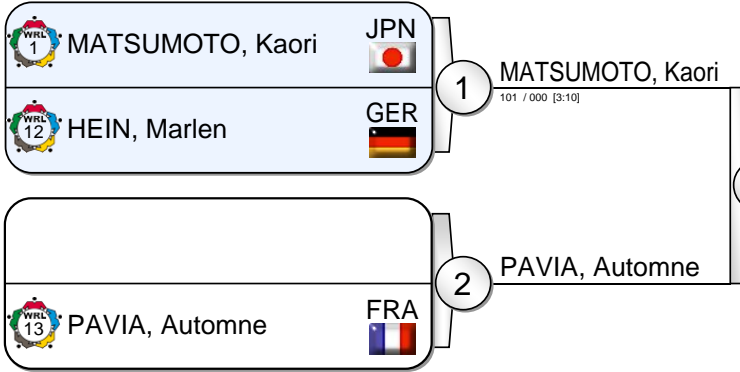 WRL
1
MATSUMOTO, Kaori
JPN
WRL
12
HEIN, Marlen
GER
1
MATSUMOTO, Kaori
101 / 000 [3:10]
WRL
13
PAVIA, Automne
FRA
2
PAVIA, Automne